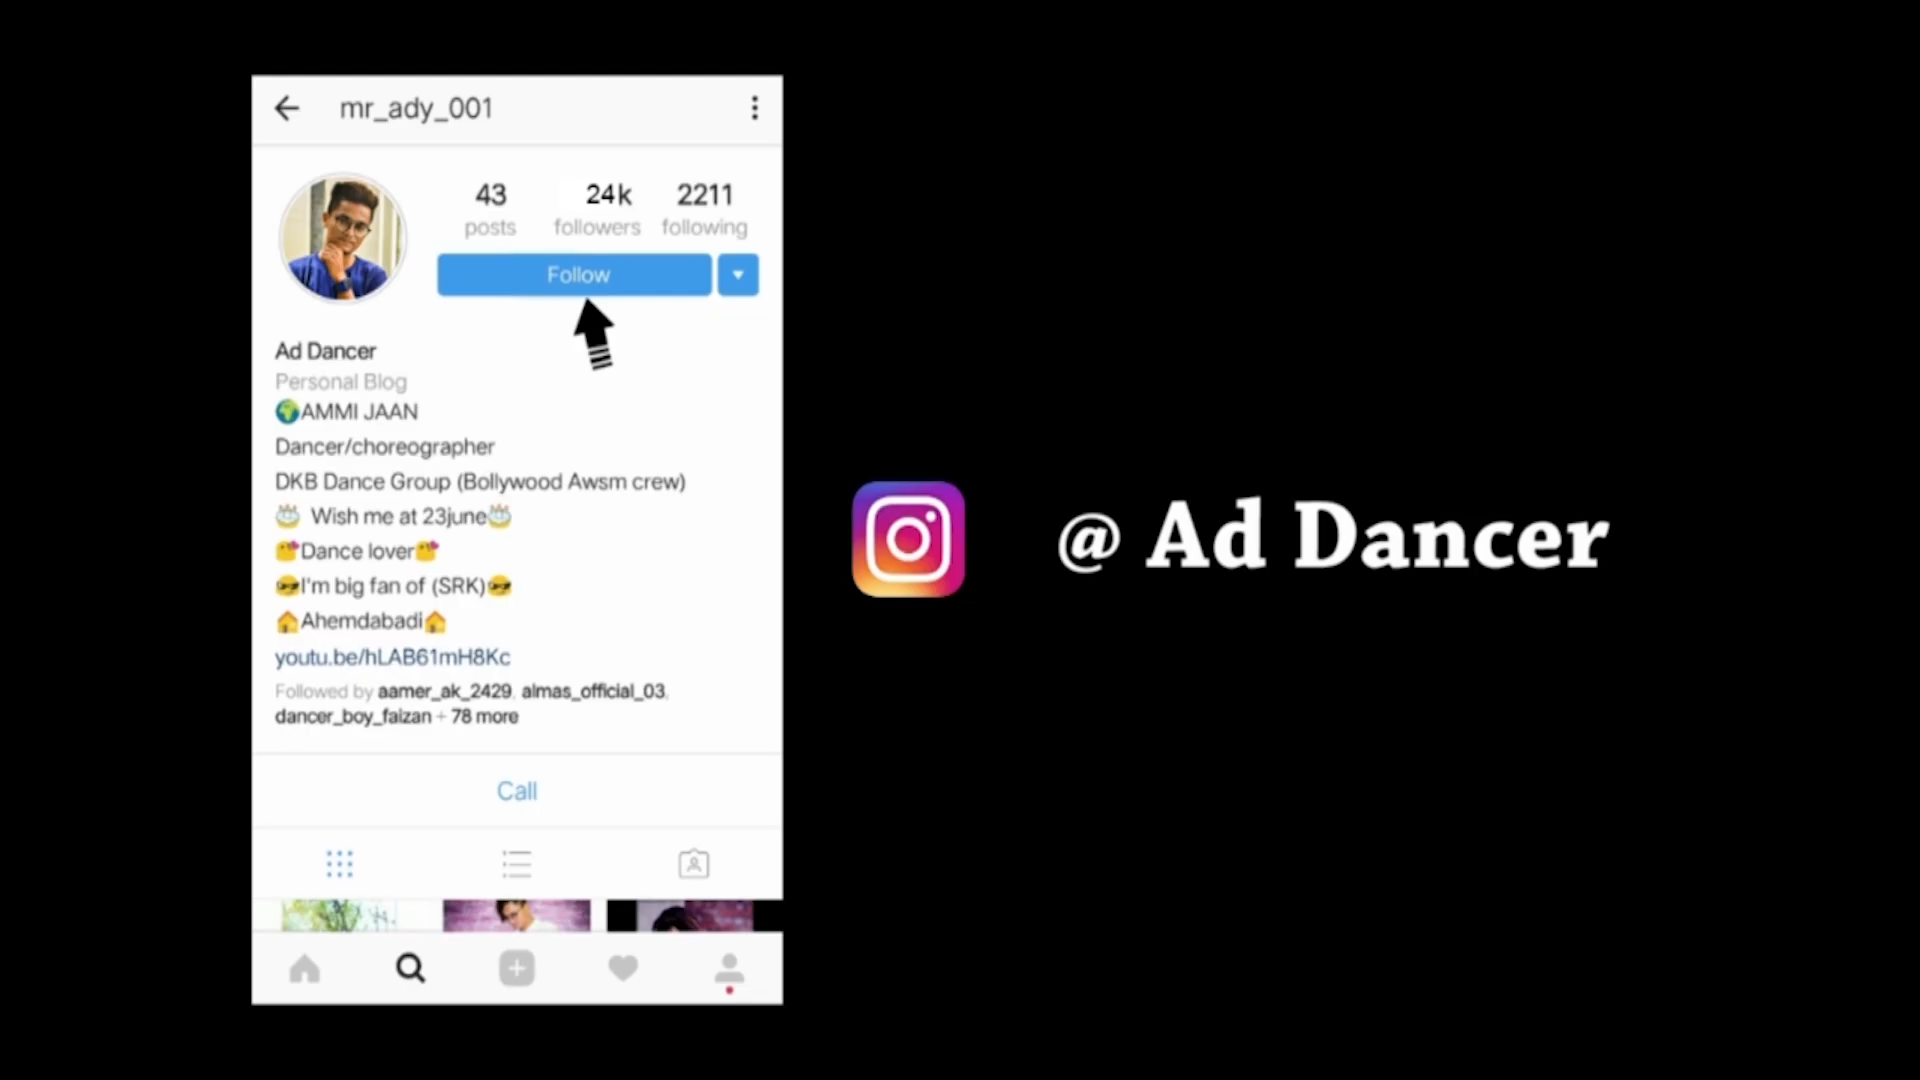 mr_ady_001
43 24k 2211
posts followers following
Follow
Ad Dancer
Personal Blog
🌍AMMI JAAN
Dancer/choreographer
DKB Dance Group (Bollywood Awsm crew)
🎂 Wish me at 23june🎂
😘Dance lover😘
😎I'm big fan of (SRK)😎
🏠Ahemdabadi🏠
youtu.be/hLAB61mH8Kc
Followed by aamer_ak_2429, almas_official_03,
dancer_boy_faizan + 78 more
Call
@ Ad Dancer